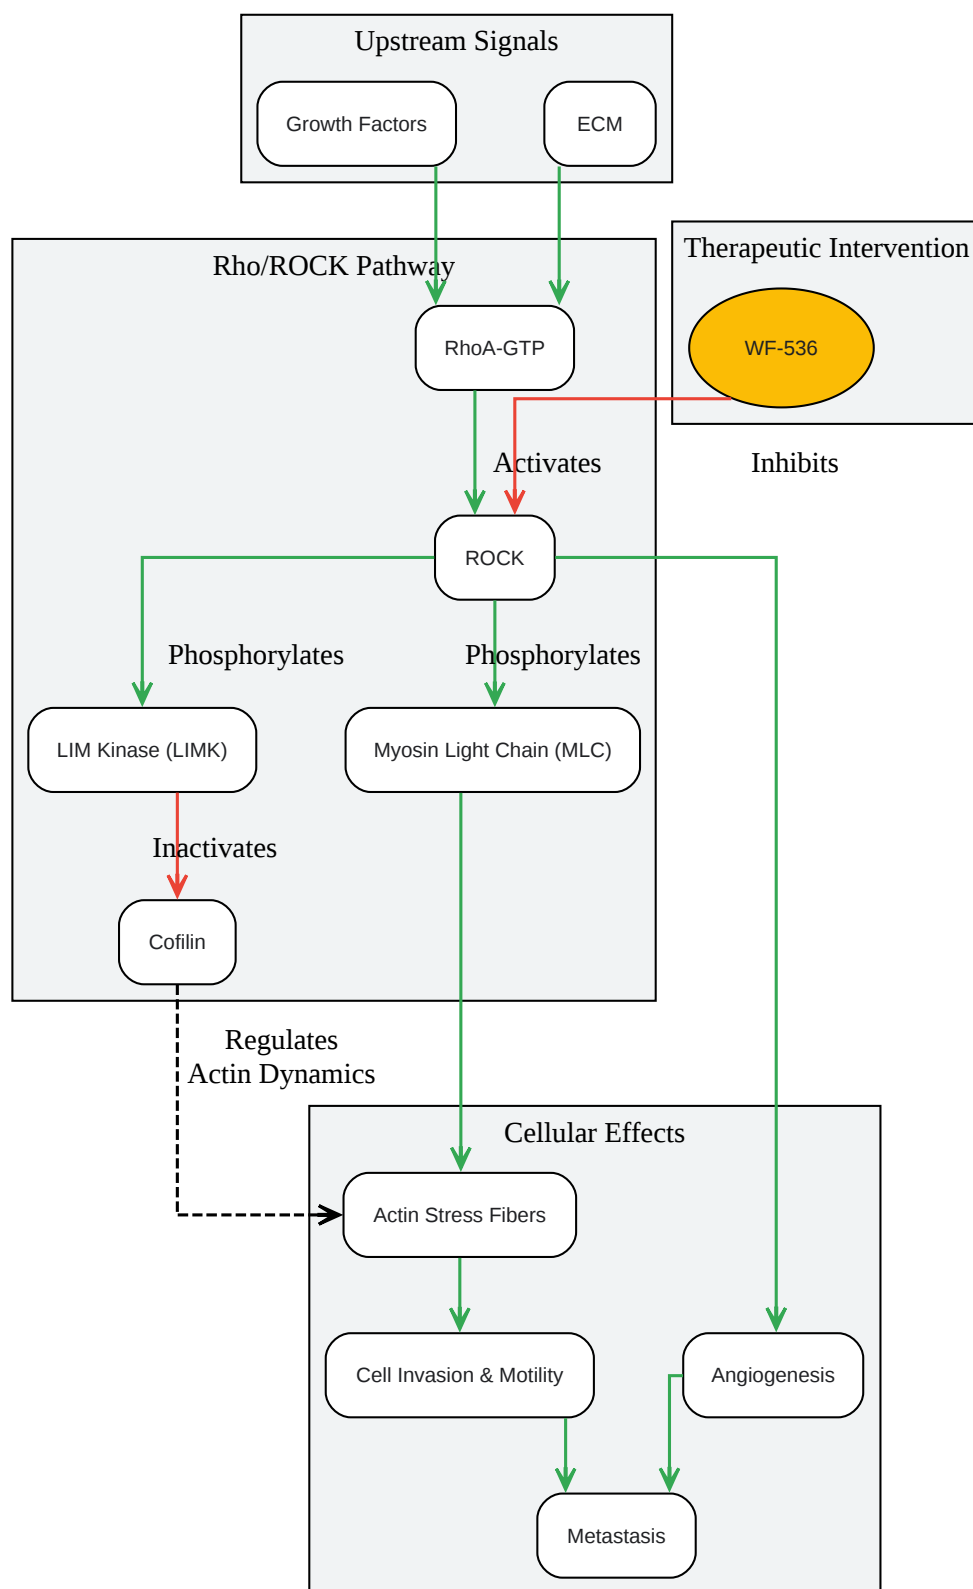 Upstream Signals
Growth Factors
ECM
Rho/ROCK Pathway
Therapeutic Intervention
WF-536
RhoA-GTP
Activates
Inhibits
ROCK
Phosphorylates
Phosphorylates
LIM Kinase (LIMK)
Myosin Light Chain (MLC)
Inactivates
Cofilin
Regulates
Actin Dynamics
Cellular Effects
Actin Stress Fibers
Cell Invasion & Motility
Angiogenesis
Metastasis